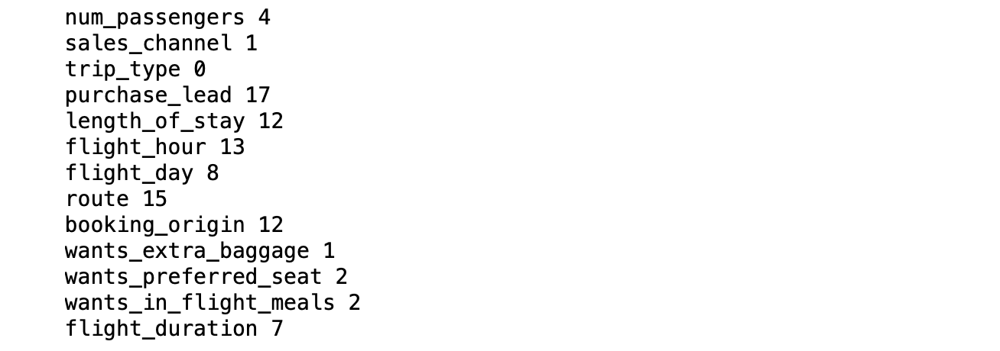 num_passengers 4
sales_channel 1
trip_type 0
purchase_lead 17
length_of_stay 12
flight_hour 13
flight_day 8
route 15
booking_origin 12
wants_extra_baggage 1
wants_preferred_seat 2
wants_in_flight_meals 2
flight_duration 7